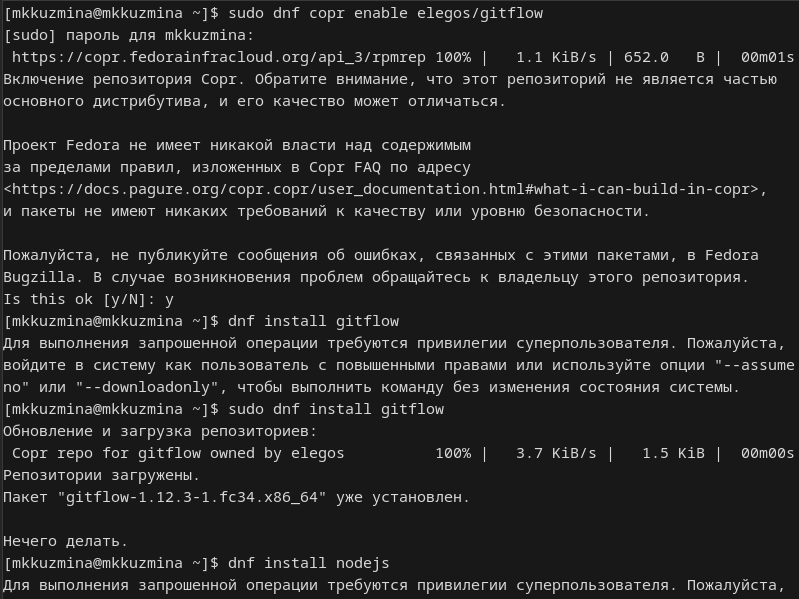 [mkkuzmina@mkkuzmina ~]$ sudo dnf copr enable elegos/gitflow
[sudo] пароль для mkkuzmina:
https://copr.fedorainfracloud.org/api_3/rpmrep 100% |   1.1 KiB/s | 652.0   B |  00m01s
Включение репозитория Copr. Обратите внимание, что этот репозиторий не является частью
основного дистрибутива, и его качество может отличаться.

Проект Fedora не имеет никакой власти над содержимым
за пределами правил, изложенных в Copr FAQ по адресу
<https://docs.pagure.org/copr.copr/user_documentation.html#what-i-can-build-in-copr>,
и пакеты не имеют никаких требований к качеству или уровню безопасности.

Пожалуйста, не публикуйте сообщения об ошибках, связанных с этими пакетами, в Fedora
Bugzilla. В случае возникновения проблем обращайтесь к владельцу этого репозитория.
Is this ok [y/N]: y
[mkkuzmina@mkkuzmina ~]$ dnf install gitflow
Для выполнения запрошенной операции требуются привилегии суперпользователя. Пожалуйста,
войдите в систему как пользователь с повышенными правами или используйте опции "--assume
no" или "--downloadonly", чтобы выполнить команду без изменения состояния системы.
[mkkuzmina@mkkuzmina ~]$ sudo dnf install gitflow
Обновление и загрузка репозиториев:
Copr repo for gitflow owned by elegos          100% |   3.7 KiB/s |   1.5 KiB |  00m00s
Репозитории загружены.
Пакет "gitflow-1.12.3-1.fc34.x86_64" уже установлен.

Нечего делать.
[mkkuzmina@mkkuzmina ~]$ dnf install nodejs
Для выполнения запрошенной операции требуются привилегии суперпользователя. Пожалуйста,